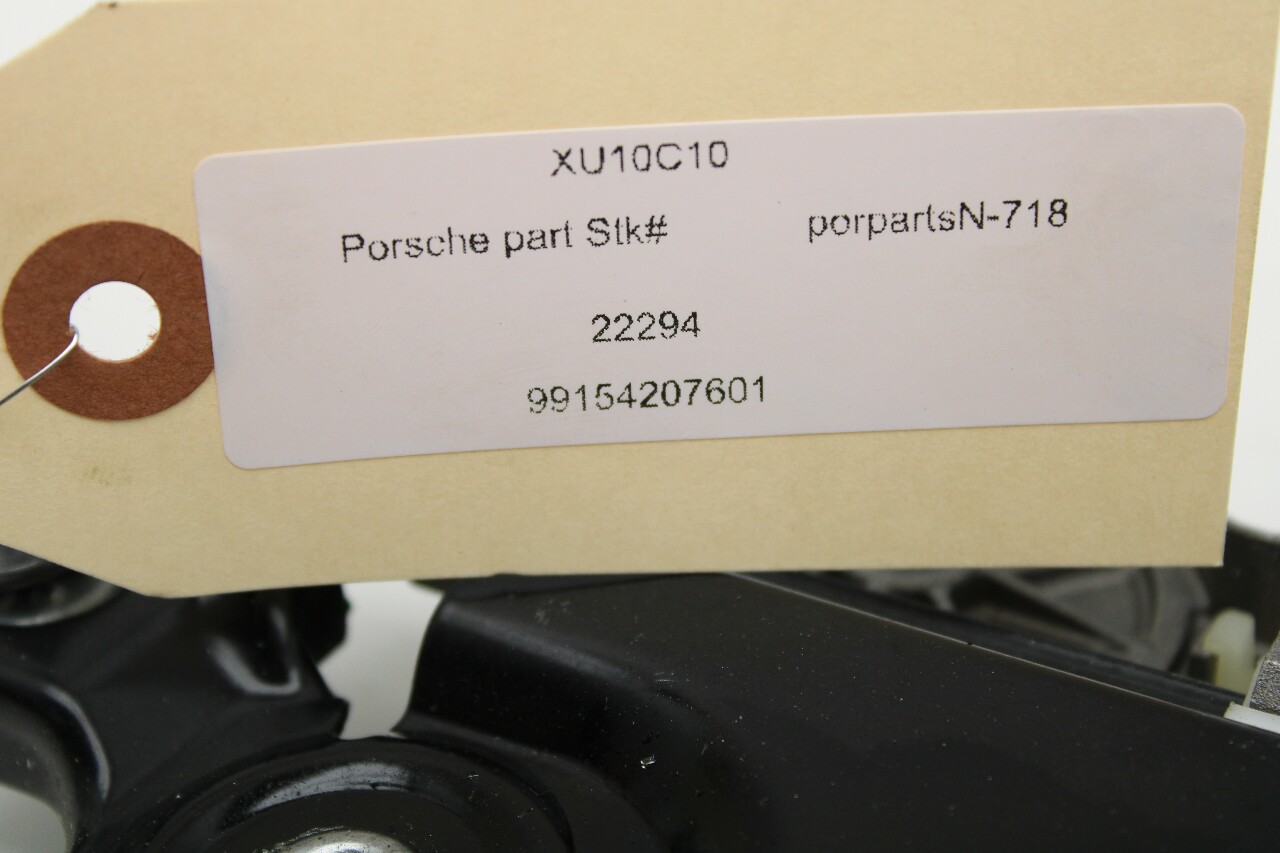 XU10C10
Porsche part Stk# porpartsN-718
22294
99154207601